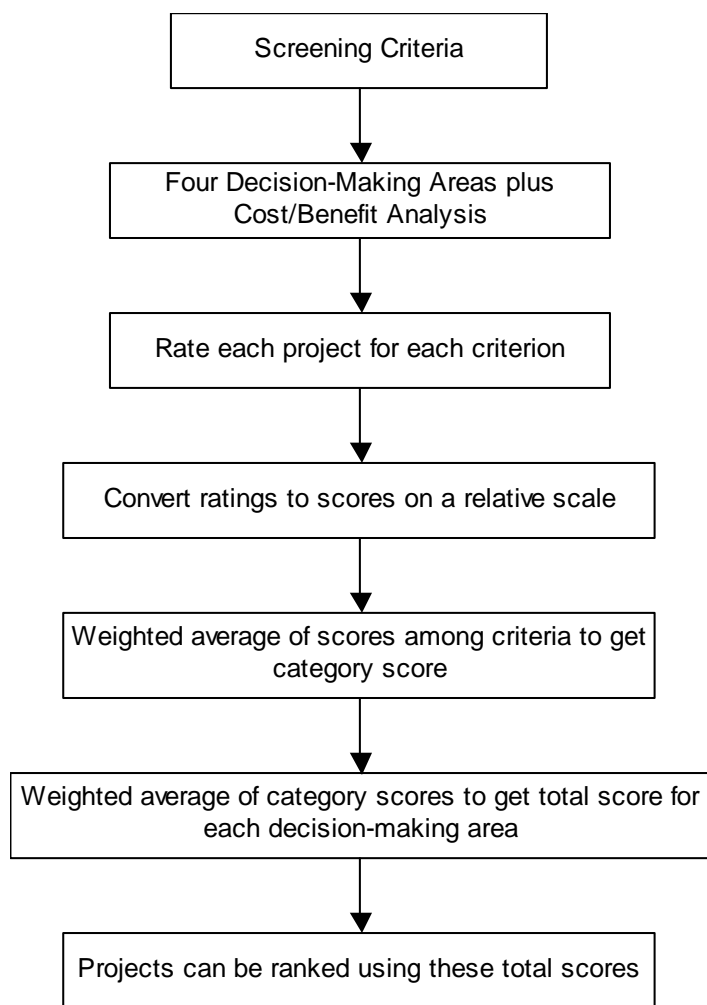 Screening Criteria
Four Decision-Making Areas plus
Cost/Benefit Analysis
Rate each project for each criterion
Convert ratings to scores on a relative scale
Weighted average of scores among criteria to get
category score
Weighted average of category scores to get total score for
each decision-making area
Projects can be ranked using these total scores